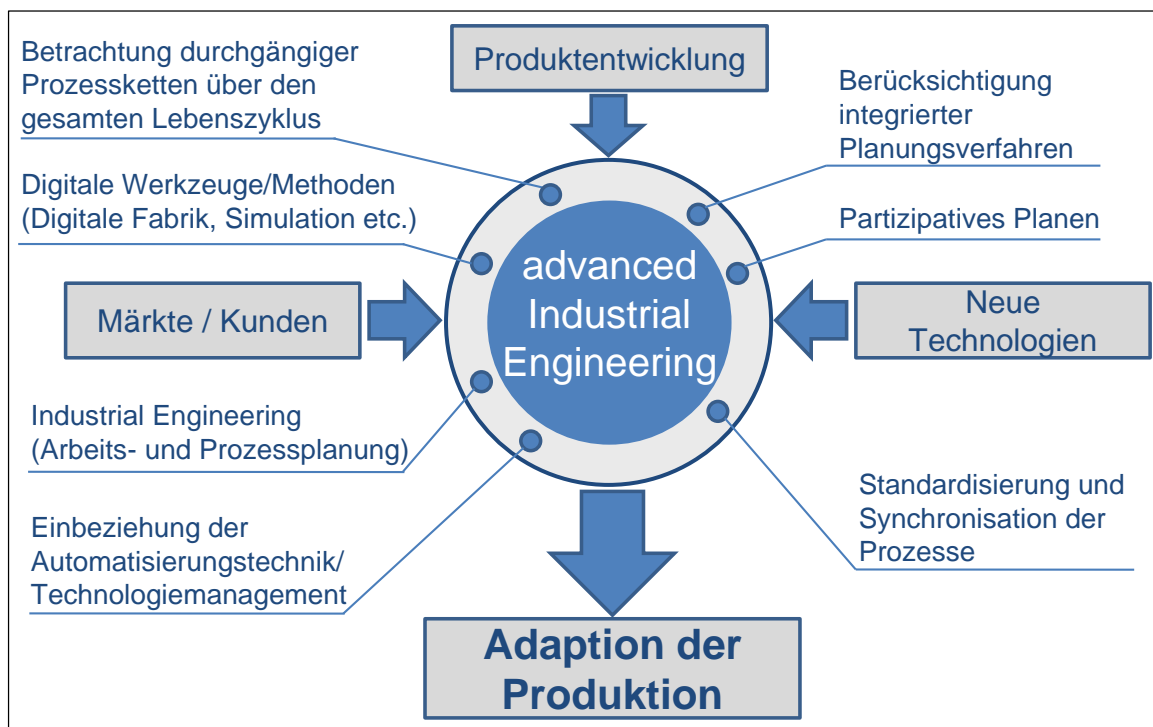 Betrachtung durchgängiger
Prozessketten über den
gesamten Lebenszyklus
Produktentwicklung
Berücksichtigung
integrierter
Planungsverfahren
Digitale Werkzeuge/Methoden
(Digitale Fabrik, Simulation etc.)
Partizipatives Planen
Märkte / Kunden
advanced
Industrial
Engineering
Neue
Technologien
Industrial Engineering
(Arbeits- und Prozessplanung)
Einbeziehung der
Automatisierungstechnik/
Technologiemanagement
Standardisierung und
Synchronisation der
Prozesse
Adaption der
Produktion